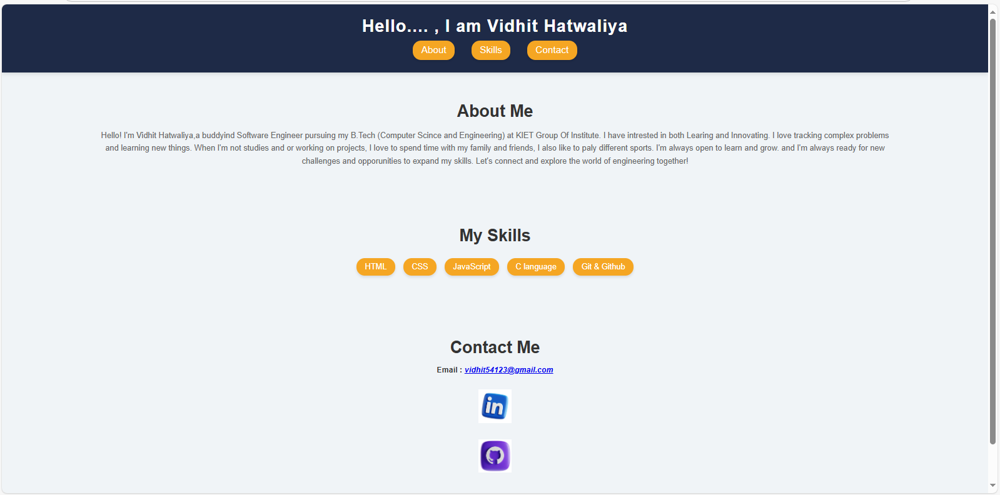 Hello.... , I am Vidhit Hatwaliya
About
Skills
Contact
About Me
Hello! I'm Vidhit Hatwaliya,a buddyind Software Engineer pursuing my B.Tech (Computer Scince and Engineering) at KIET Group Of Institute. I have intrested in both Learing and Innovating. I love tracking complex problems
and learning new things. When I'm not studies and or working on projects, I love to spend time with my family and friends, I also like to paly different sports. I'm always open to learn and grow. and I'm always ready for new
challenges and opporunities to expand my skills. Let's connect and explore the world of engineering together!
My Skills
HTML
CSS
JavaScript
C language
Git & Github
Contact Me
Email : vidhit54123@gmail.com
in